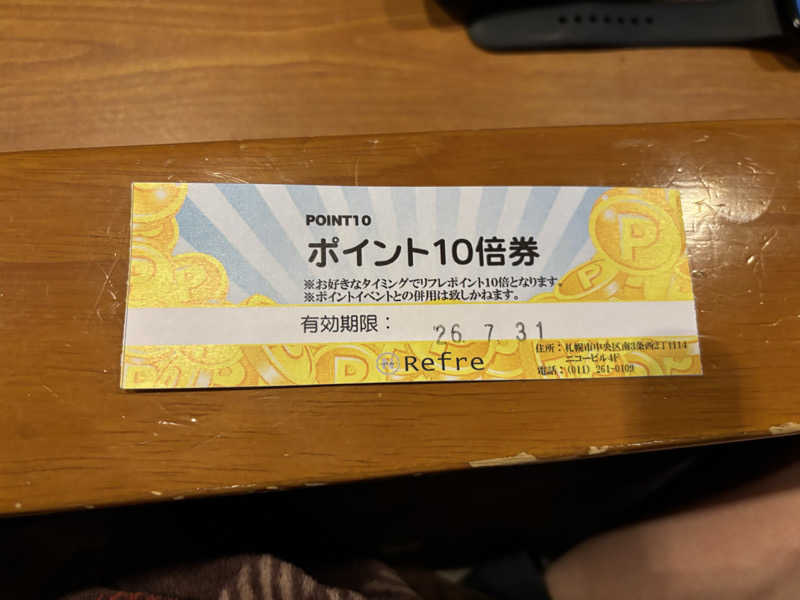 POINT10
ポイント10倍券
※お好きなタイミングでリフレポイント10倍となります。
※ポイントイベントとの併用は致しかねます。
有効期限： '26. 7. 31
Refre
住所：札幌市中央区南3条西2丁目14
ニコービル4F
電話：(011) 261-0109
P
P
P